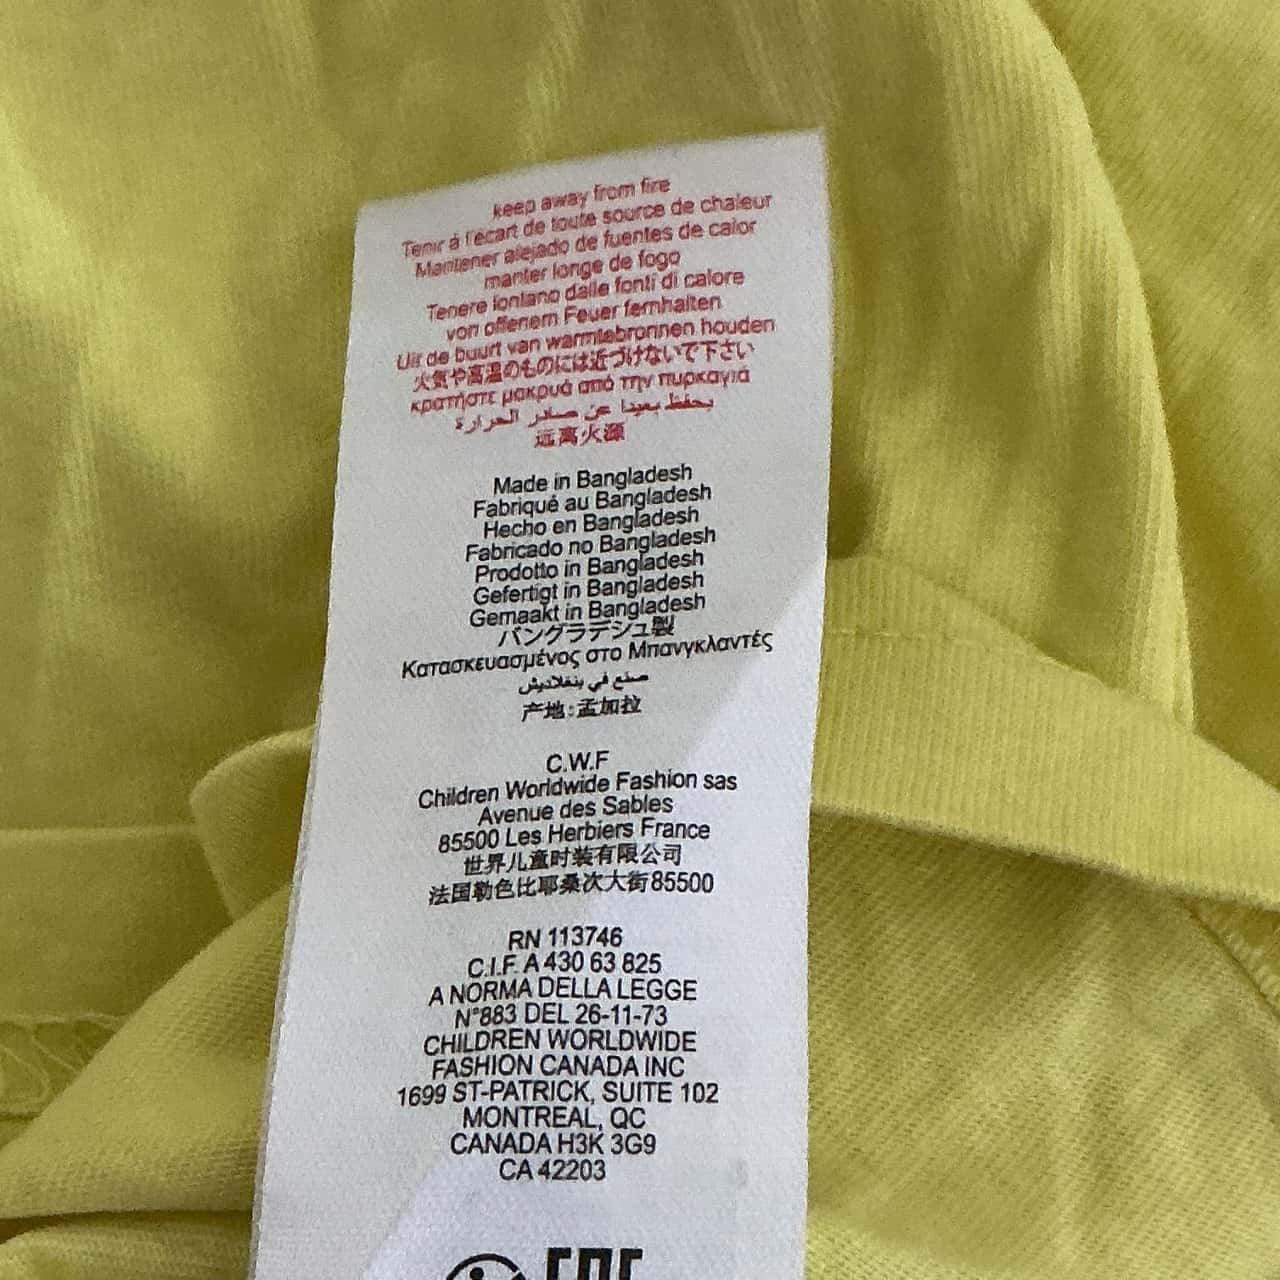 keep away from fire
Tenir à l'écart de toute source de chaleur
Mantener alejado de fuentes de calor
manter longe de fogo
Tenere lontano dalle fonti di calore
von offenem Feuer fernhalten
Uit de buurt van warmtebronnen houden
火気や高温のものには近づけないで下さい
κρατήστε μακρυά από την πυρκαγιά
يحفظ بعيدا عن مصادر الحرارة
远离火源
Made in Bangladesh
Fabriqué au Bangladesh
Hecho en Bangladesh
Fabricado no Bangladesh
Prodotto in Bangladesh
Gefertigt in Bangladesh
Gemaakt in Bangladesh
バングラデシュ製
Κατασκευασμένος στο Μπανγκλαντές
صنع في بنغلاديش
产地:孟加拉
C.W.F
Children Worldwide Fashion sas
Avenue des Sables
85500 Les Herbiers France
世界儿童时装有限公司
法国勒色比耶桑次大街85500
RN 113746
C.I.F. A 430 63 825
A NORMA DELLA LEGGE
N°883 DEL 26-11-73
CHILDREN WORLDWIDE
FASHION CANADA INC
1699 ST-PATRICK, SUITE 102
MONTREAL, QC
CANADA H3K 3G9
CA 42203